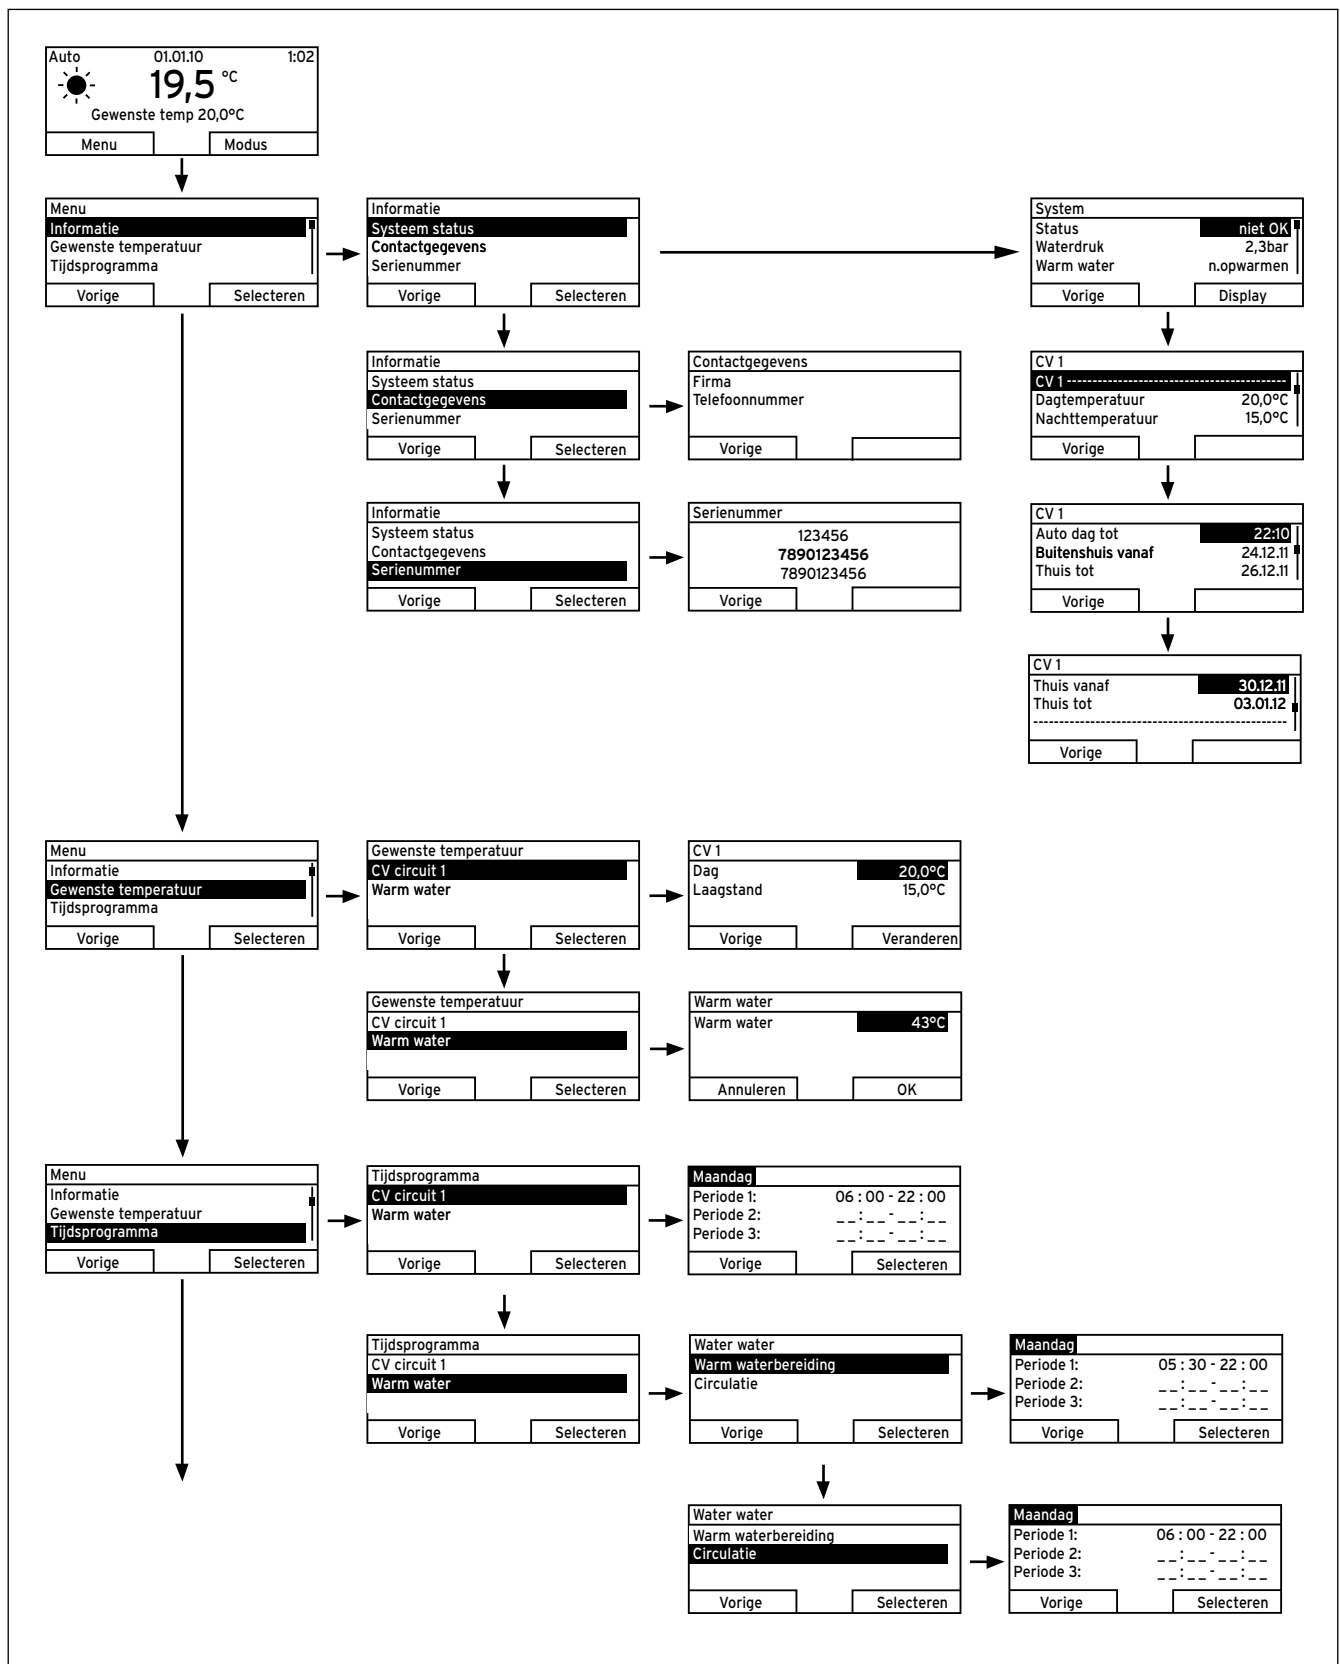 Auto 01.01.10 1:02
19,5 °C
Gewenste temp 20,0°C
Menu Modus
Menu
Informatie
Gewenste temperatuur
Tijdsprogramma
Vorige Selecteren
Informatie
Systeem status
Contactgegevens
Serienummer
Vorige Selecteren
System
Status niet OK
Waterdruk 2,3bar
Warm water n.opwarmen
Vorige Display
Informatie
Systeem status
Contactgegevens
Serienummer
Vorige Selecteren
Contactgegevens
Firma
Telefoonnummer
Vorige
CV 1
CV 1 -------------------------------------------
Dagtemperatuur 20,0°C
Nachttemperatuur 15,0°C
Vorige
Informatie
Systeem status
Contactgegevens
Serienummer
Vorige Selecteren
Serienummer
123456
7890123456
7890123456
Vorige
CV 1
Auto dag tot 22:10
Buitenshuis vanaf 24.12.11
Thuis tot 26.12.11
Vorige
CV 1
Thuis vanaf 30.12.11
Thuis tot 03.01.12
-------------------------------------------------
Vorige
Menu
Informatie
Gewenste temperatuur
Tijdsprogramma
Vorige Selecteren
Gewenste temperatuur
CV circuit 1
Warm water
Vorige Selecteren
CV 1
Dag 20,0°C
Laagstand 15,0°C
Vorige Veranderen
Gewenste temperatuur
CV circuit 1
Warm water
Vorige Selecteren
Warm water
Warm water 43°C
Annuleren OK
Menu
Informatie
Gewenste temperatuur
Tijdsprogramma
Vorige Selecteren
Tijdsprogramma
CV circuit 1
Warm water
Vorige Selecteren
Maandag
Periode 1: 06 : 00 - 22 : 00
Periode 2: _ _ : _ _ - _ _ : _ _
Periode 3: _ _ : _ _ - _ _ : _ _
Vorige Selecteren
Tijdsprogramma
CV circuit 1
Warm water
Vorige Selecteren
Water water
Warm waterbereiding
Circulatie
Vorige Selecteren
Maandag
Periode 1: 05 : 30 - 22 : 00
Periode 2: _ _ : _ _ - _ _ : _ _
Periode 3: _ _ : _ _ - _ _ : _ _
Vorige Selecteren
Water water
Warm waterbereiding
Circulatie
Vorige Selecteren
Maandag
Periode 1: 06 : 00 - 22 : 00
Periode 2: _ _ : _ _ - _ _ : _ _
Periode 3: _ _ : _ _ - _ _ : _ _
Vorige Selecteren